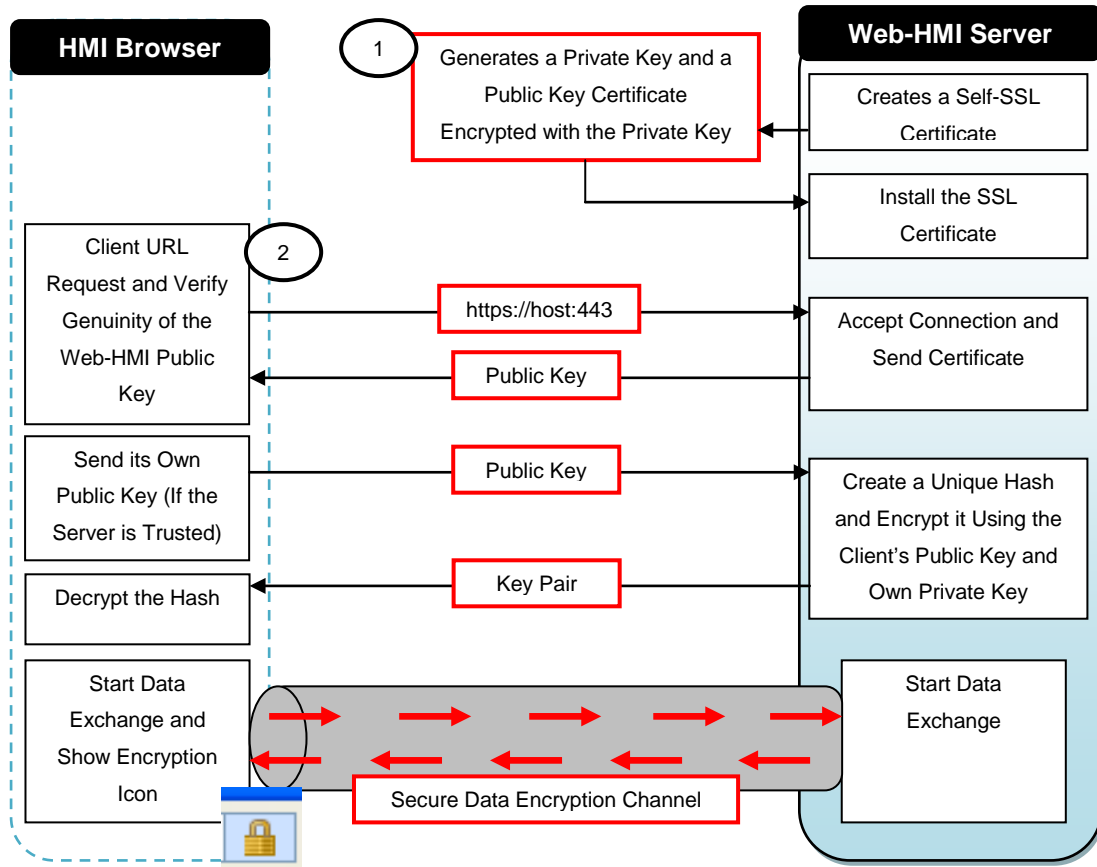 HMI Browser
Web-HMI Server
1
Generates a Private Key and a
Public Key Certificate
Encrypted with the Private Key
Creates a Self-SSL
Certificate
Install the SSL
Certificate
2
Client URL
Request and Verify
Genuinity of the
Web-HMI Public
Key
https://host:443
Accept Connection and
Send Certificate
Public Key
Send its Own
Public Key (If the
Server is Trusted)
Public Key
Create a Unique Hash
and Encrypt it Using the
Client's Public Key and
Own Private Key
Key Pair
Decrypt the Hash
Start Data
Exchange and
Show Encryption
Icon
Start Data
Exchange
Secure Data Encryption Channel